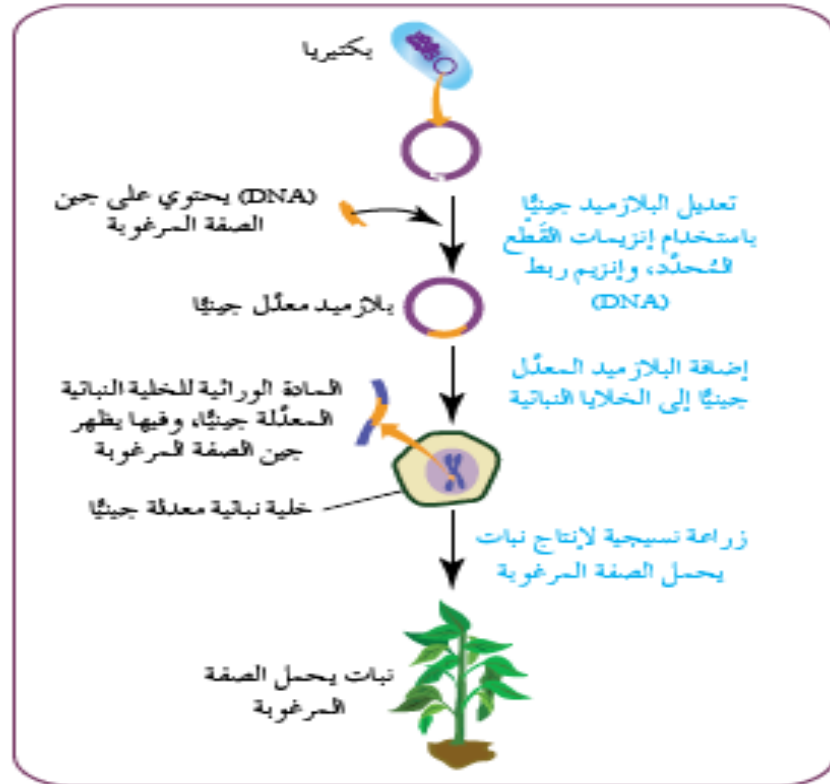 بكتيريا
(DNA) يحتوي على جين
الصفة المرغوبة
تعديل البلازميد جينيًّا
باستخدام إنزيمات القَطْع
المُحدَّد، وإنزيم ربط
(DNA)
بلازميد معدَّل جينيًّا
إضافة البلازميد المعدَّل
جينيًّا إلى الخلايا النباتية
المادة الوراثية للخلية النباتية
المعدَّلة جينيًّا، وفيها يظهر
جين الصفة المرغوبة
خلية نباتية معدلة جينيًّا
زراعة نسيجية لإنتاج نبات
يحمل الصفة المرغوبة
نبات يحمل الصفة
المرغوبة